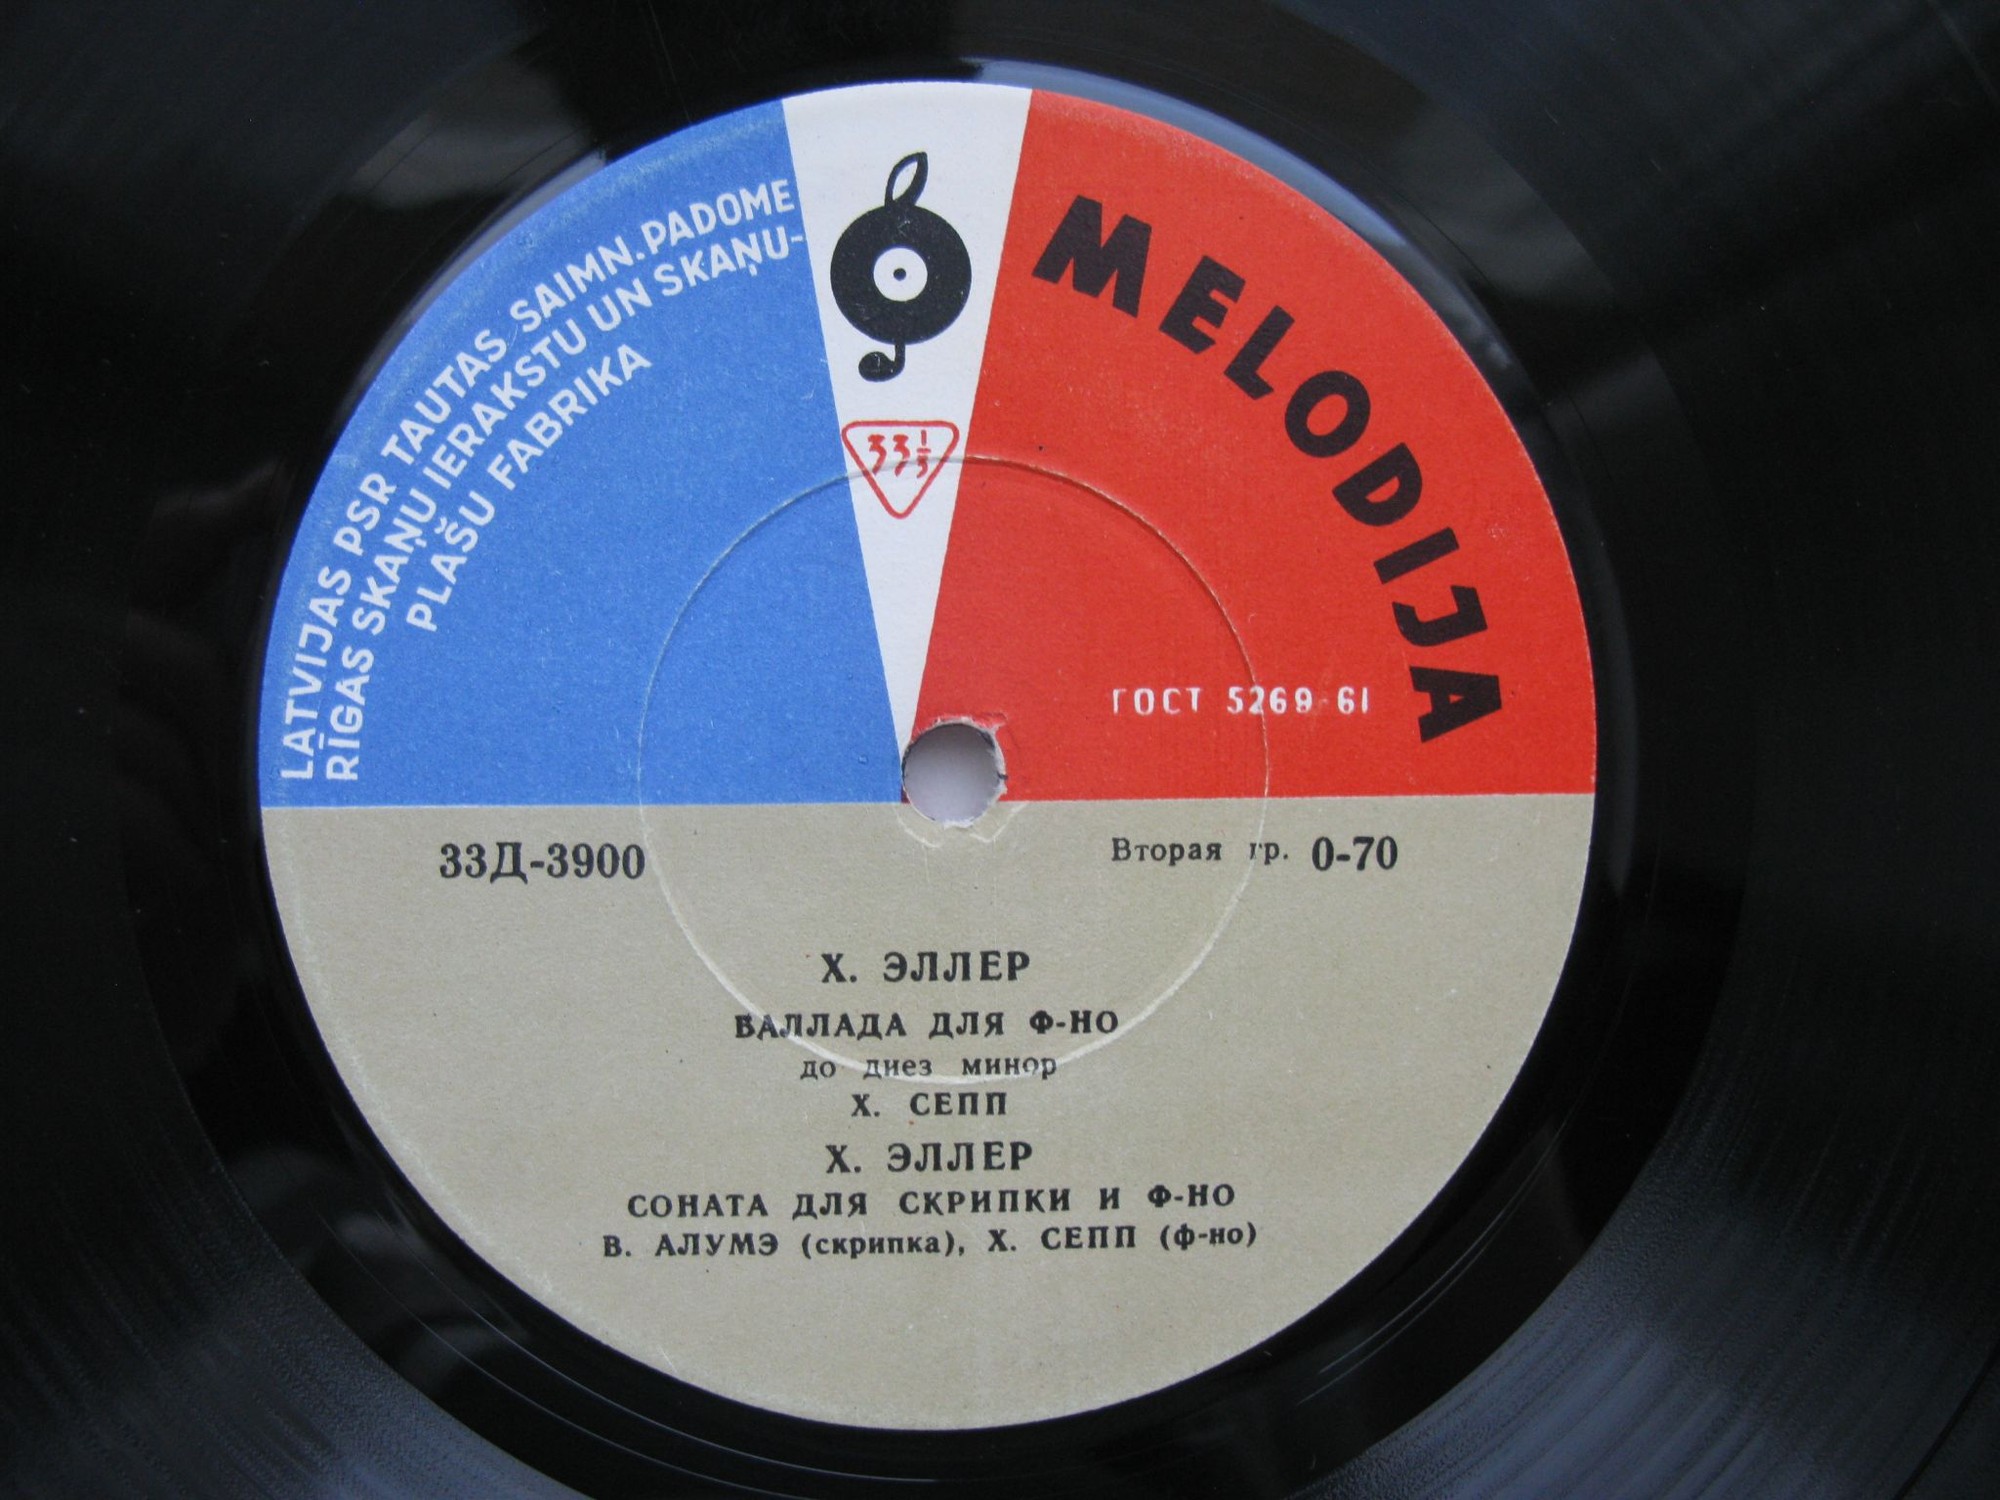 LATVIJAS PSR TAUTAS SAIMN. PADOME
RĪGAS SKAŅU IERAKSTU UN SKAŅU-
PLAŠU FABRIKA
MELODIJA
33⅓
ГОСТ 5269-61
33Д-3900
Вторая гр. 0-70
Х. ЭЛЛЕР
БАЛЛАДА ДЛЯ Ф-НО
до диез минор
Х. СЕПП
Х. ЭЛЛЕР
СОНАТА ДЛЯ СКРИПКИ И Ф-НО
В. АЛУМЭ (скрипка), Х. СЕПП (ф-но)